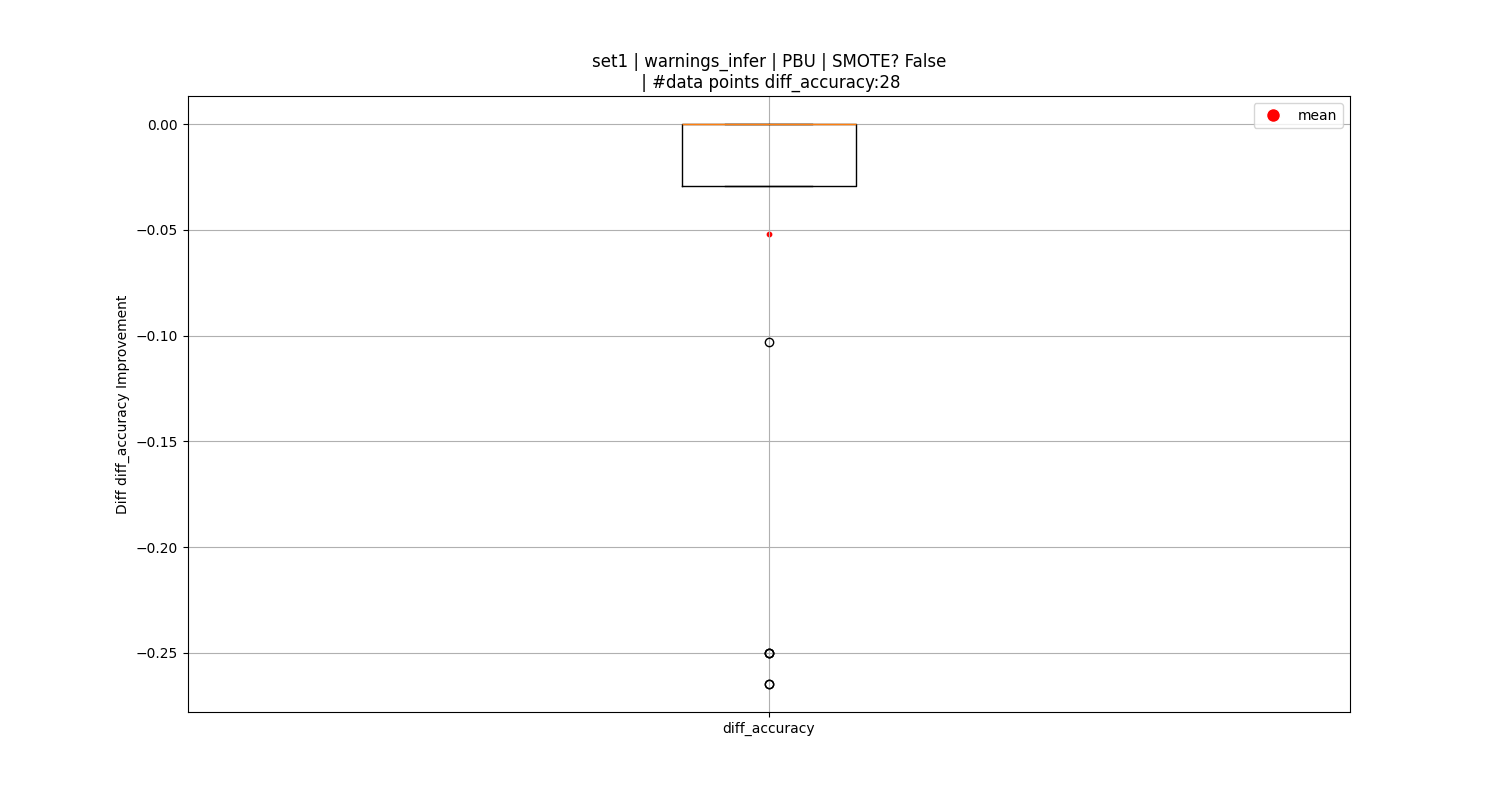 set1 | warnings_infer | PBU | SMOTE? False
| #data points diff_accuracy:28
mean
0.00
−0.05
−0.10
−0.15
−0.20
−0.25
Diff diff_accuracy Improvement
diff_accuracy